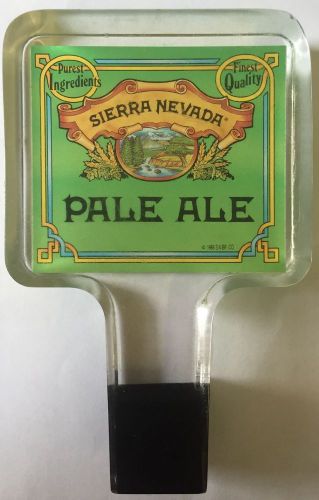 Purest Ingredients
Finest Quality
SIERRA NEVADA®
PALE ALE